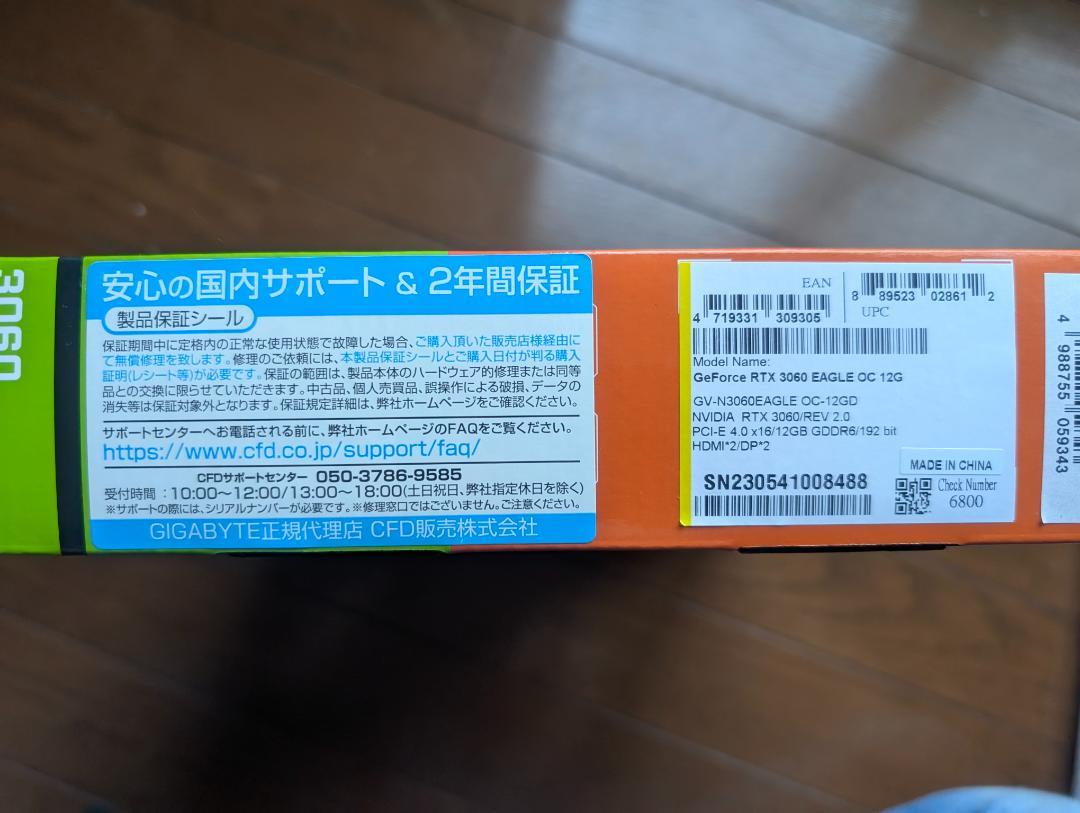 3060
安心の国内サポート & 2年間保証
製品保証シール
保証期間中に定格内の正常な使用状態で故障した場合、ご購入頂いた販売店様経由に
て無償修理を致します。修理のご依頼には、本製品保証シールとご購入日付が判る購入
証明(レシート等)が必要です。保証の範囲は、製品本体のハードウェア的修理または同等
品との交換に限らせていただきます。中古品、個人売買品、誤操作による破損、データの
消失等は保証対象外となります。保証規定詳細は、弊社ホームページをご確認ください。
サポートセンターへお電話される前に、弊社ホームページのFAQをご覧ください。
https://www.cfd.co.jp/support/faq/
CFDサポートセンター 050-3786-9585
受付時間：10:00〜12:00/13:00〜18:00(土日祝日、弊社指定休日を除く)
※サポートの際には、シリアルナンバーが必要です。※修理窓口ではございません。ご注意ください。
GIGABYTE正規代理店 CFD販売株式会社
EAN
4 719331 309305
8 89523 02861 2
UPC
Model Name:
GeForce RTX 3060 EAGLE OC 12G
GV-N3060EAGLE OC-12GD
NVIDIA RTX 3060/REV 2.0
PCI-E 4.0 x16/12GB GDDR6/192 bit
HDMI*2/DP*2
MADE IN CHINA
SN230541008488
Check Number
6800
4 988755 059343